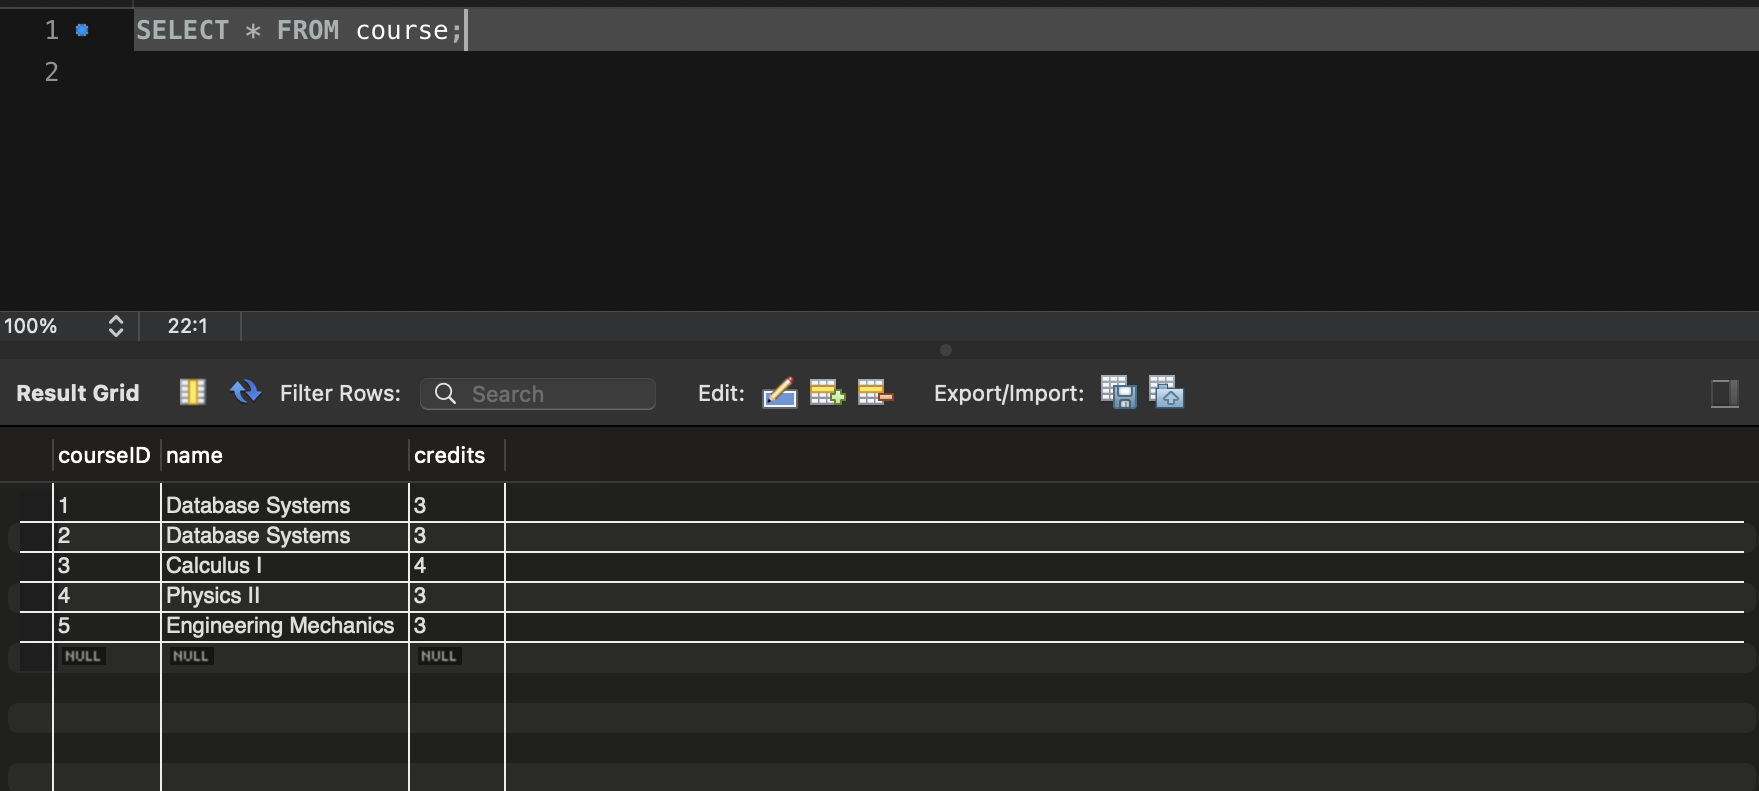 1 SELECT * FROM course;
2
100% 22:1
Result Grid Filter Rows: Search Edit: Export/Import:
courseID name credits
1 Database Systems 3
2 Database Systems 3
3 Calculus I 4
4 Physics II 3
5 Engineering Mechanics 3
NULL NULL NULL